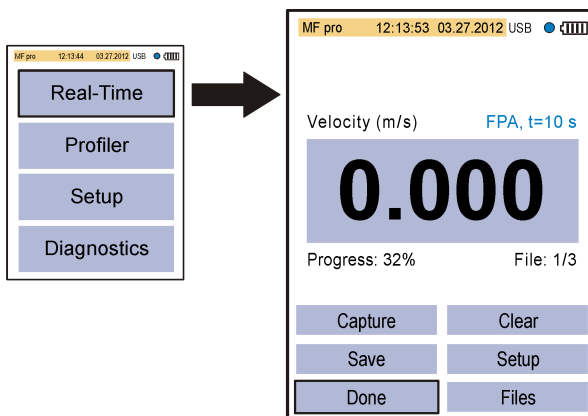 MF pro 12:13:44 03.27.2012 USB
Real-Time
Profiler
Setup
Diagnostics
MF pro 12:13:53 03.27.2012 USB
Velocity (m/s) FPA, t=10 s
0.000
Progress: 32% File: 1/3
Capture Clear
Save Setup
Done Files